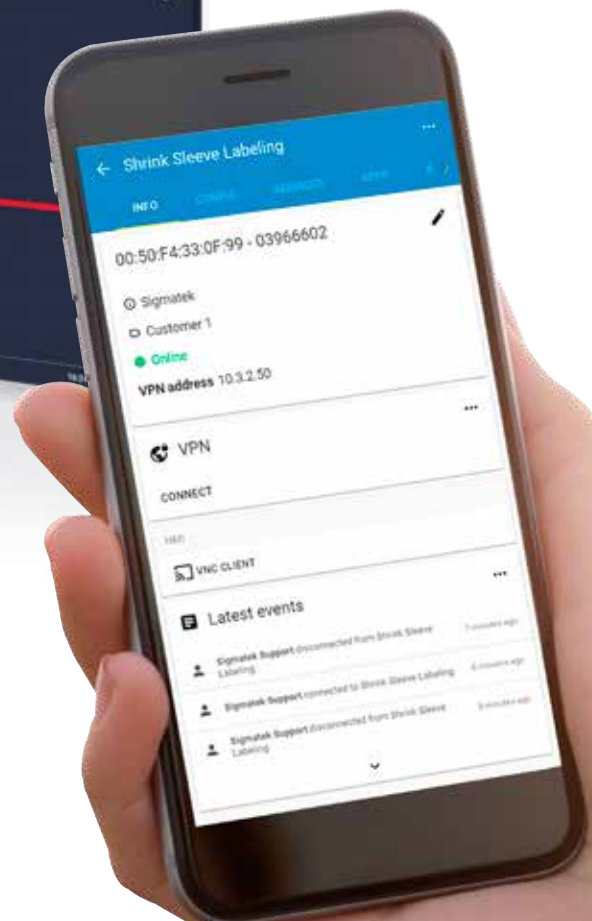 Shrink Sleeve Labeling
INFO
00:50:F4:33:0F:99 - 03966602
Sigmatek
Customer 1
Online
VPN address 10.3.2.50
VPN
CONNECT
VNC CLIENT
Latest events
Sigmatek Support disconnected from Shrink Sleeve
Labeling
Sigmatek Support connected to Shrink Sleeve Labeling
Sigmatek Support disconnected from Shrink Sleeve
Labeling